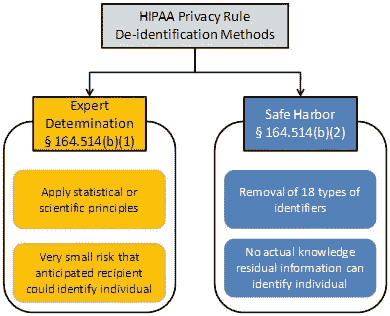 HIPAA Privacy Rule
De-identification Methods
Expert
Determination
§ 164.514(b)(1)
Apply statistical or
scientific principles
Very small risk that
anticipated recipient
could identify individual
Safe Harbor
§ 164.514(b)(2)
Removal of 18 types of
identifiers
No actual knowledge
residual information can
identify individual